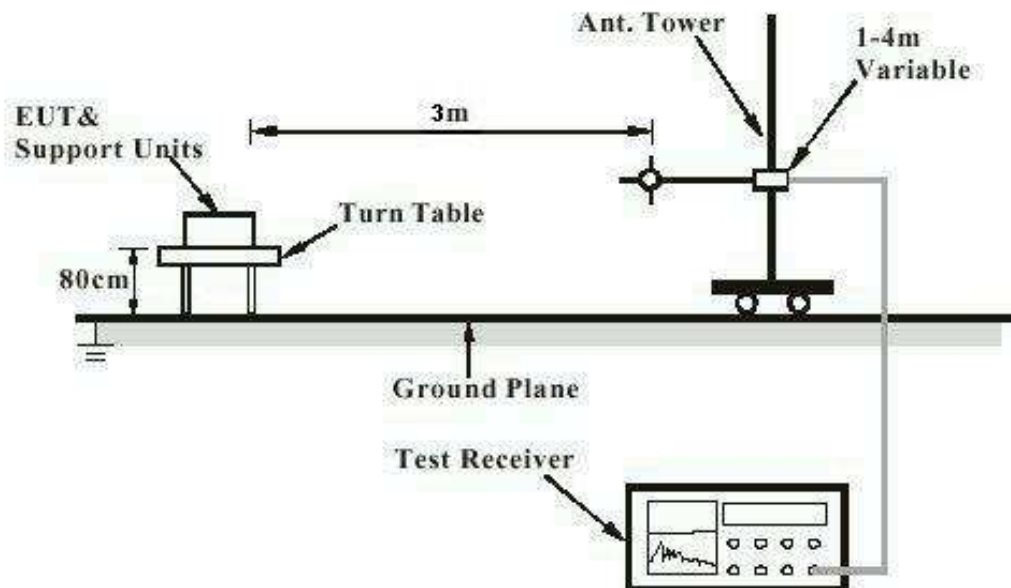 Ant. Tower
1-4m
Variable
EUT&
Support Units
3m
Turn Table
80cm
Ground Plane
Test Receiver